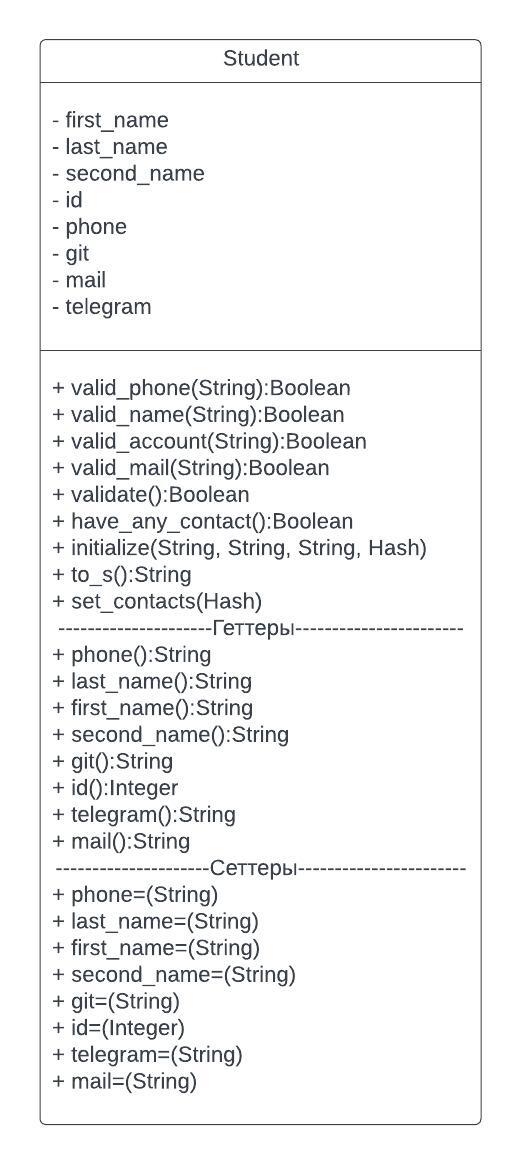 Student
- first_name
- last_name
- second_name
- id
- phone
- git
- mail
- telegram
+ valid_phone(String):Boolean
+ valid_name(String):Boolean
+ valid_account(String):Boolean
+ valid_mail(String):Boolean
+ validate():Boolean
+ have_any_contact():Boolean
+ initialize(String, String, String, Hash)
+ to_s():String
+ set_contacts(Hash)
---------------------Геттеры-----------------------
+ phone():String
+ last_name():String
+ first_name():String
+ second_name():String
+ git():String
+ id():Integer
+ telegram():String
+ mail():String
---------------------Сеттеры-----------------------
+ phone=(String)
+ last_name=(String)
+ first_name=(String)
+ second_name=(String)
+ git=(String)
+ id=(Integer)
+ telegram=(String)
+ mail=(String)